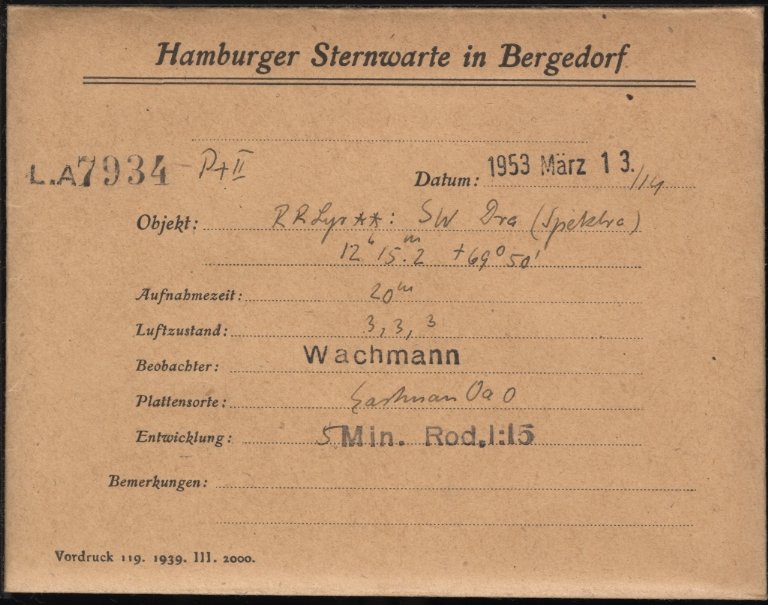 Hamburger Sternwarte in Bergedorf
L.A7934 P+II
Datum: 1953 März 13./14
Objekt: RR Lyr **: SW Dra (Spektra)
12ʰ 15ᵐ.2 +69° 50'
Aufnahmezeit: 20ᵐ
Luftzustand: 3, 3, 3
Beobachter: Wachmann
Plattensorte: Eastman OaO
Entwicklung: 5 Min. Rod.1:15
Bemerkungen:
Vordruck 119. 1939. III. 2000.